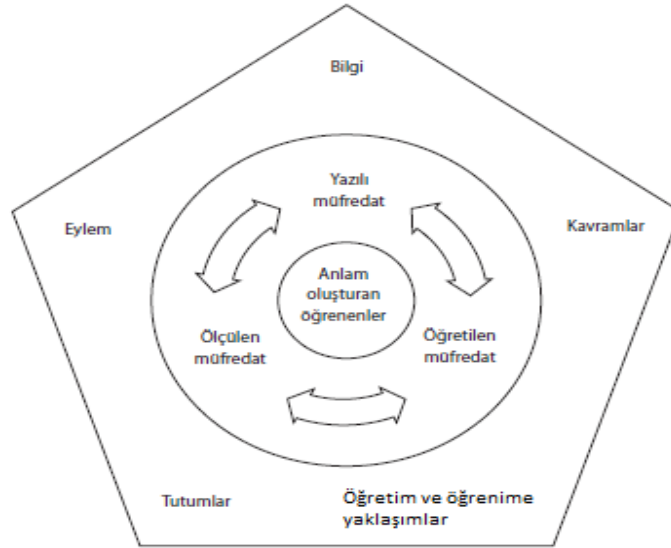 Bilgi
Yazılı
müfredat
Eylem
Kavramlar
Anlam
oluşturan
öğrenenler
Ölçülen
müfredat
Öğretilen
müfredat
Tutumlar
Öğretim ve öğrenime
yaklaşımlar